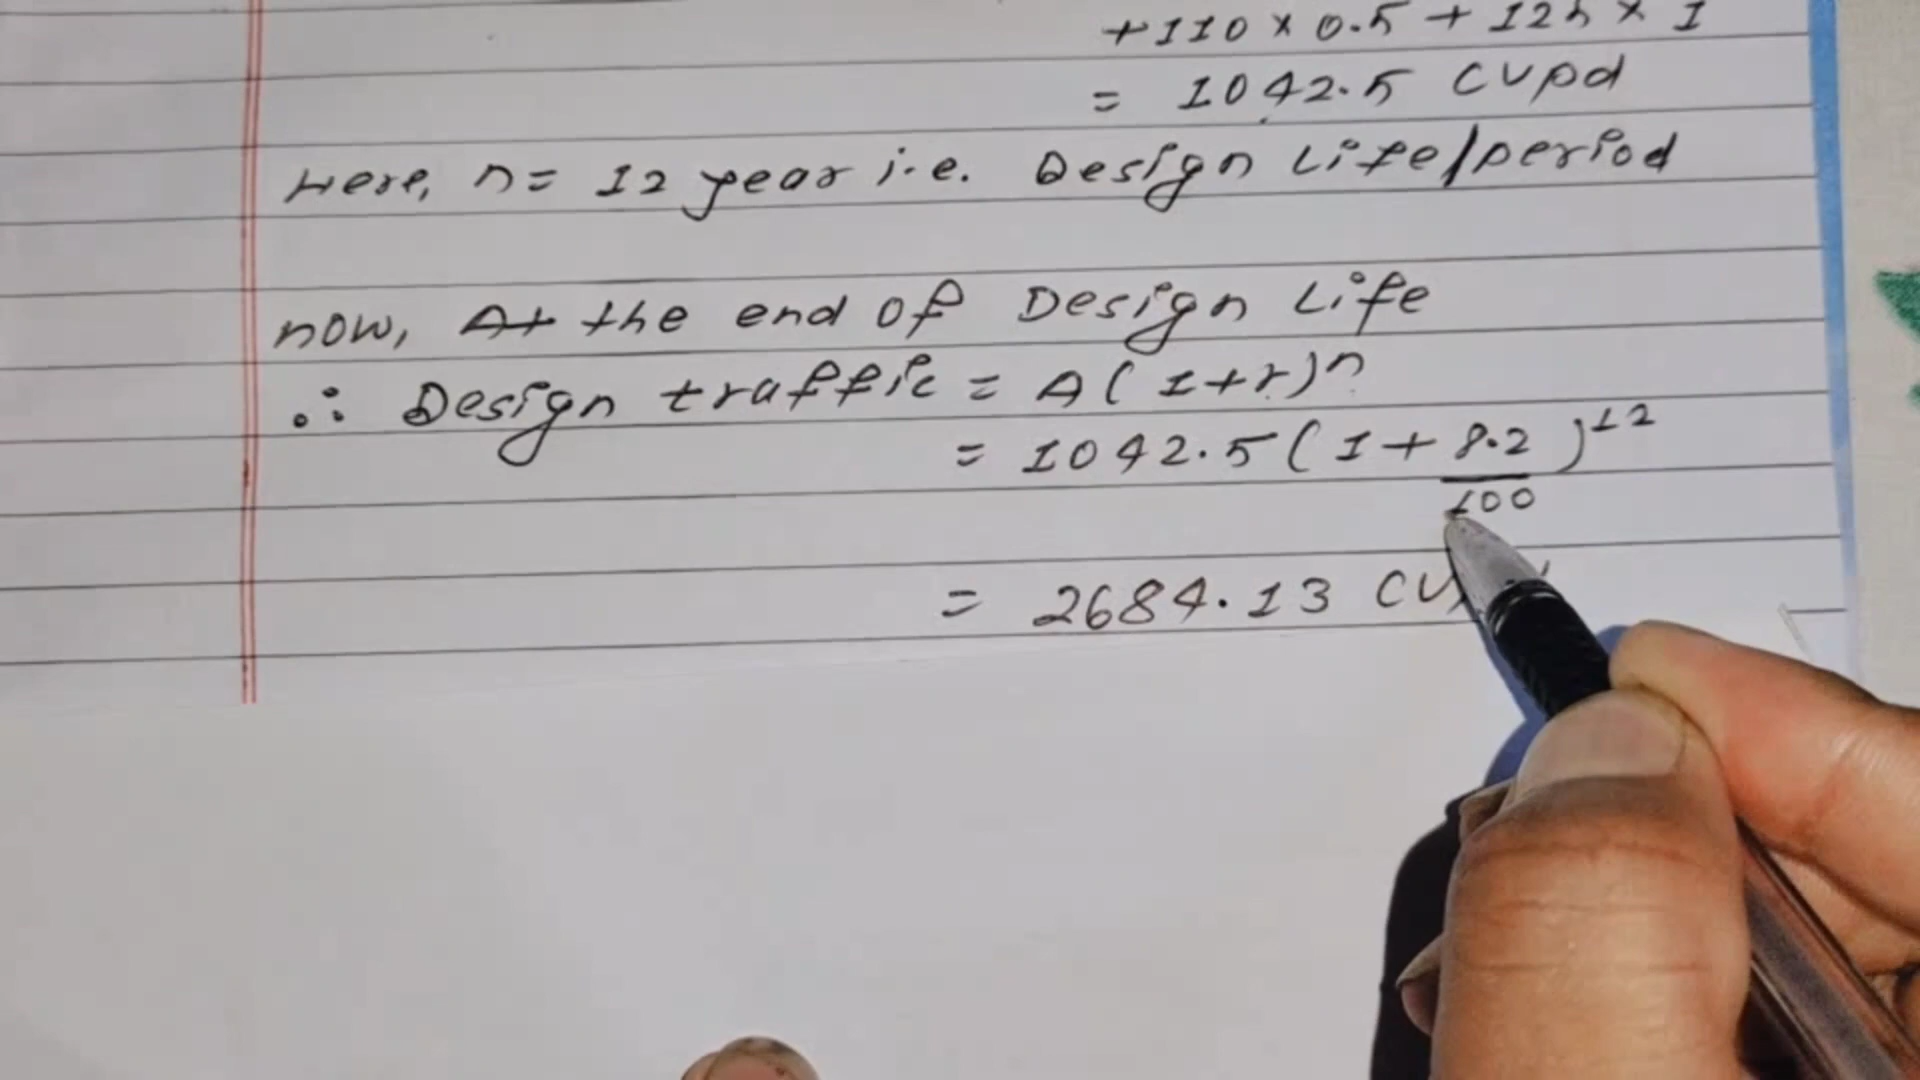 +110 × 0.5 + 125 × 1
= 1042.5 CVpd
Here, n = 12 year i.e. Design Life/period
now, At the end of Design Life
∴ Design traffic = A(1+r)^n
= 1042.5(1+ 8.2/100)^12
= 2684.13